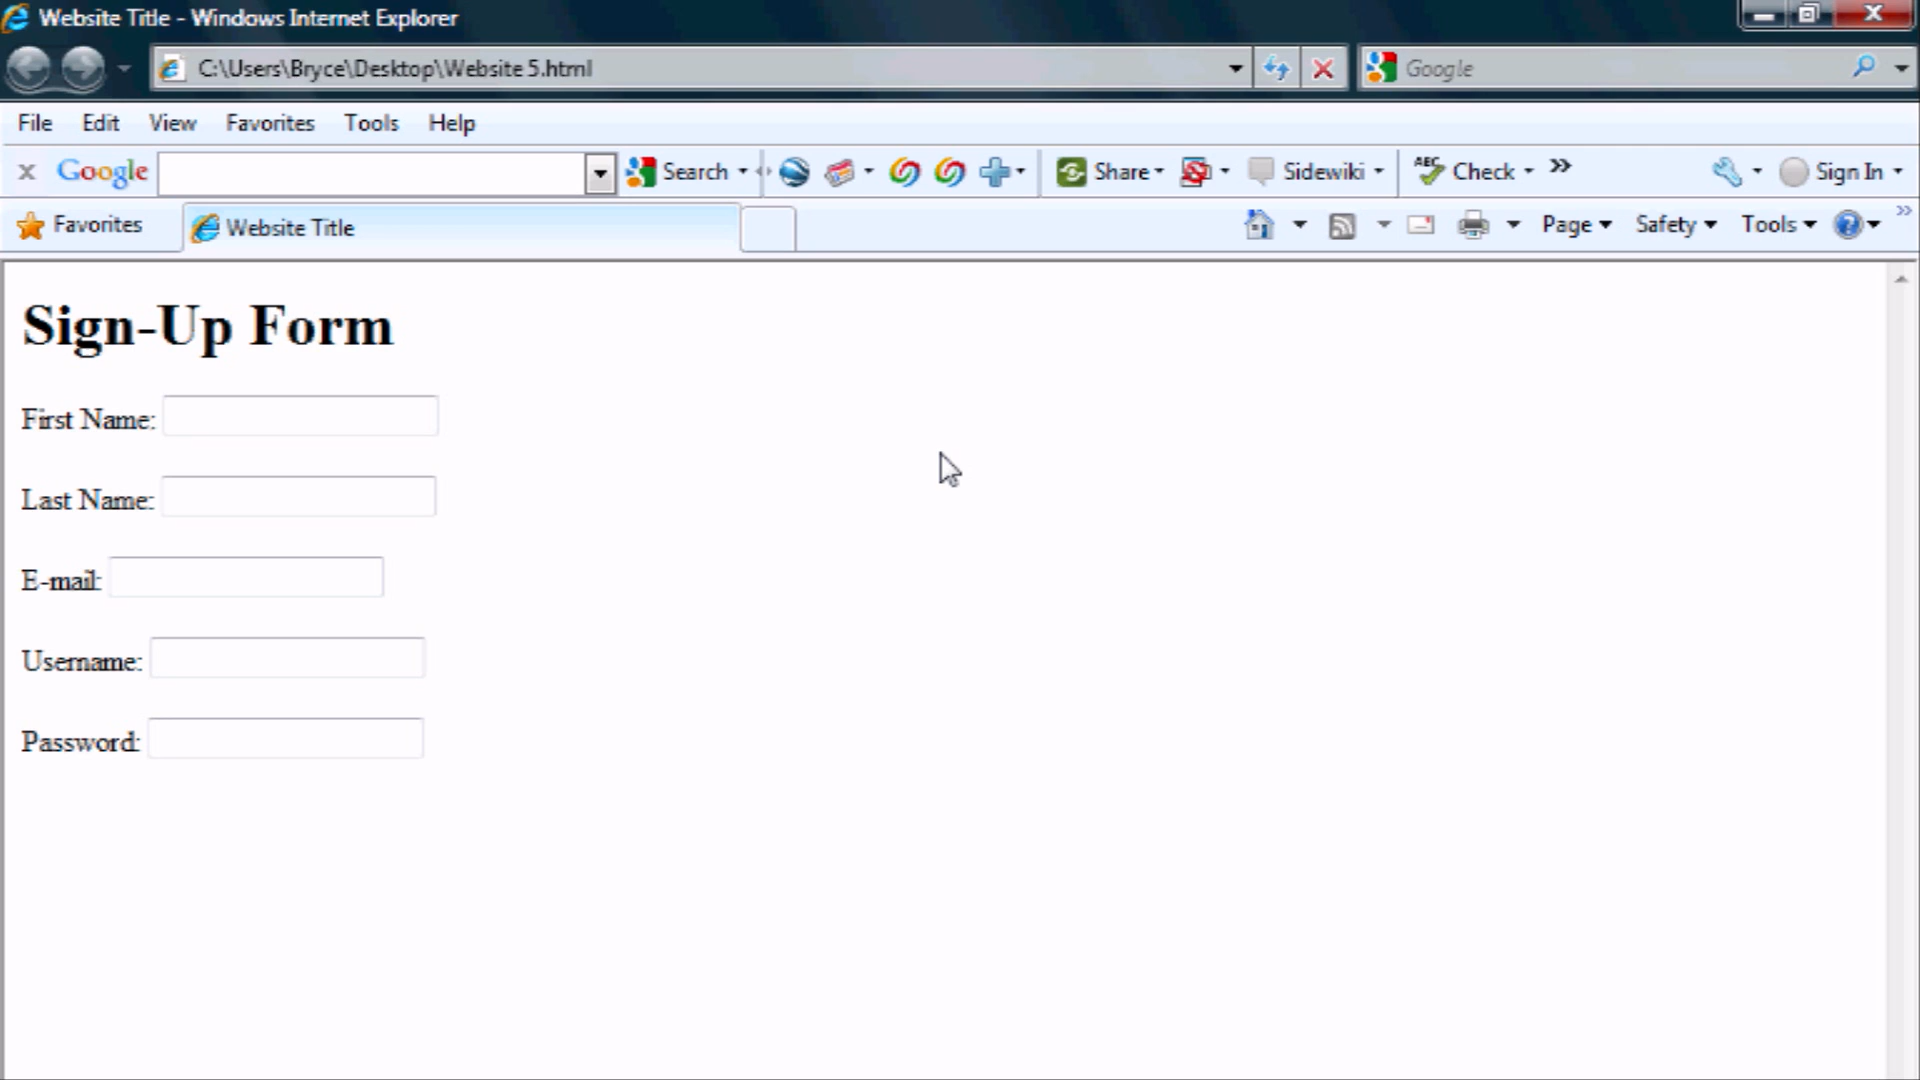 Website Title - Windows Internet Explorer
C:\Users\Bryce\Desktop\Website 5.html
Google
File Edit View Favorites Tools Help
x Google Search Share Sidewiki ABC Check » Sign In
Favorites Website Title Page Safety Tools »
Sign-Up Form
First Name:
Last Name:
E-mail:
Username:
Password: